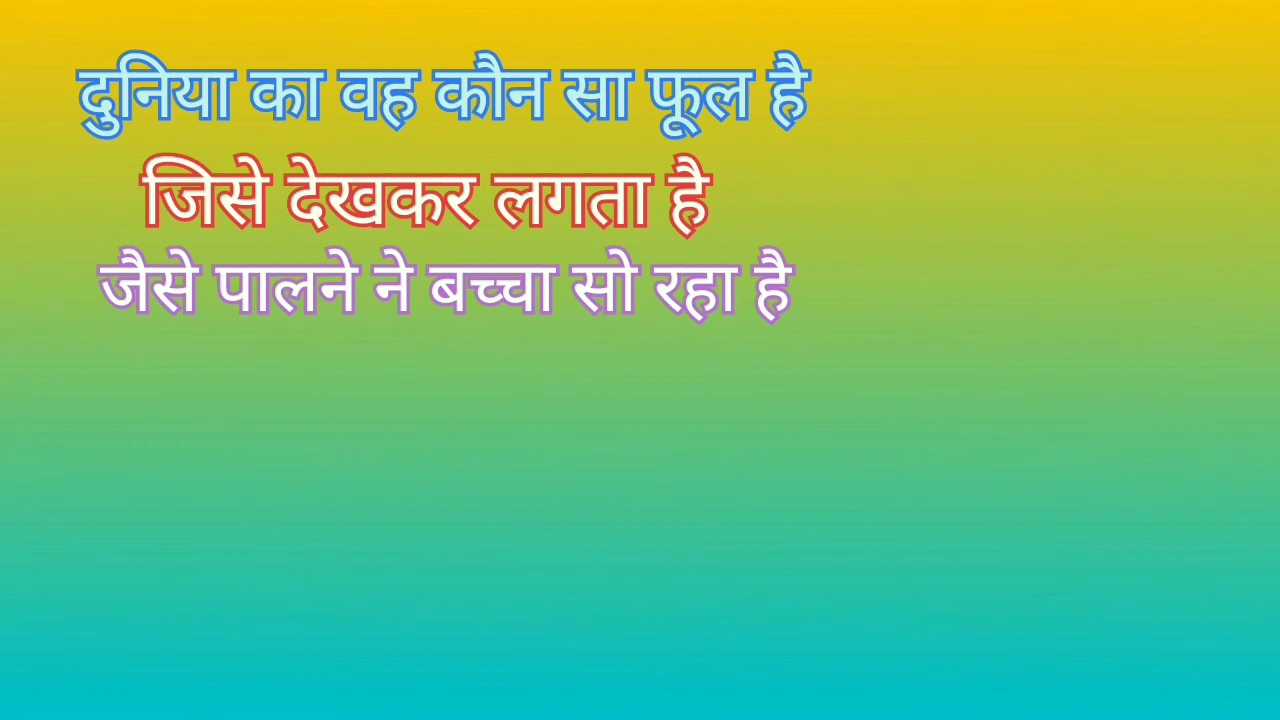 दुनिया का वह कौन सा फूल है
जिसे देखकर लगता है
जैसे पालने ने बच्चा सो रहा है